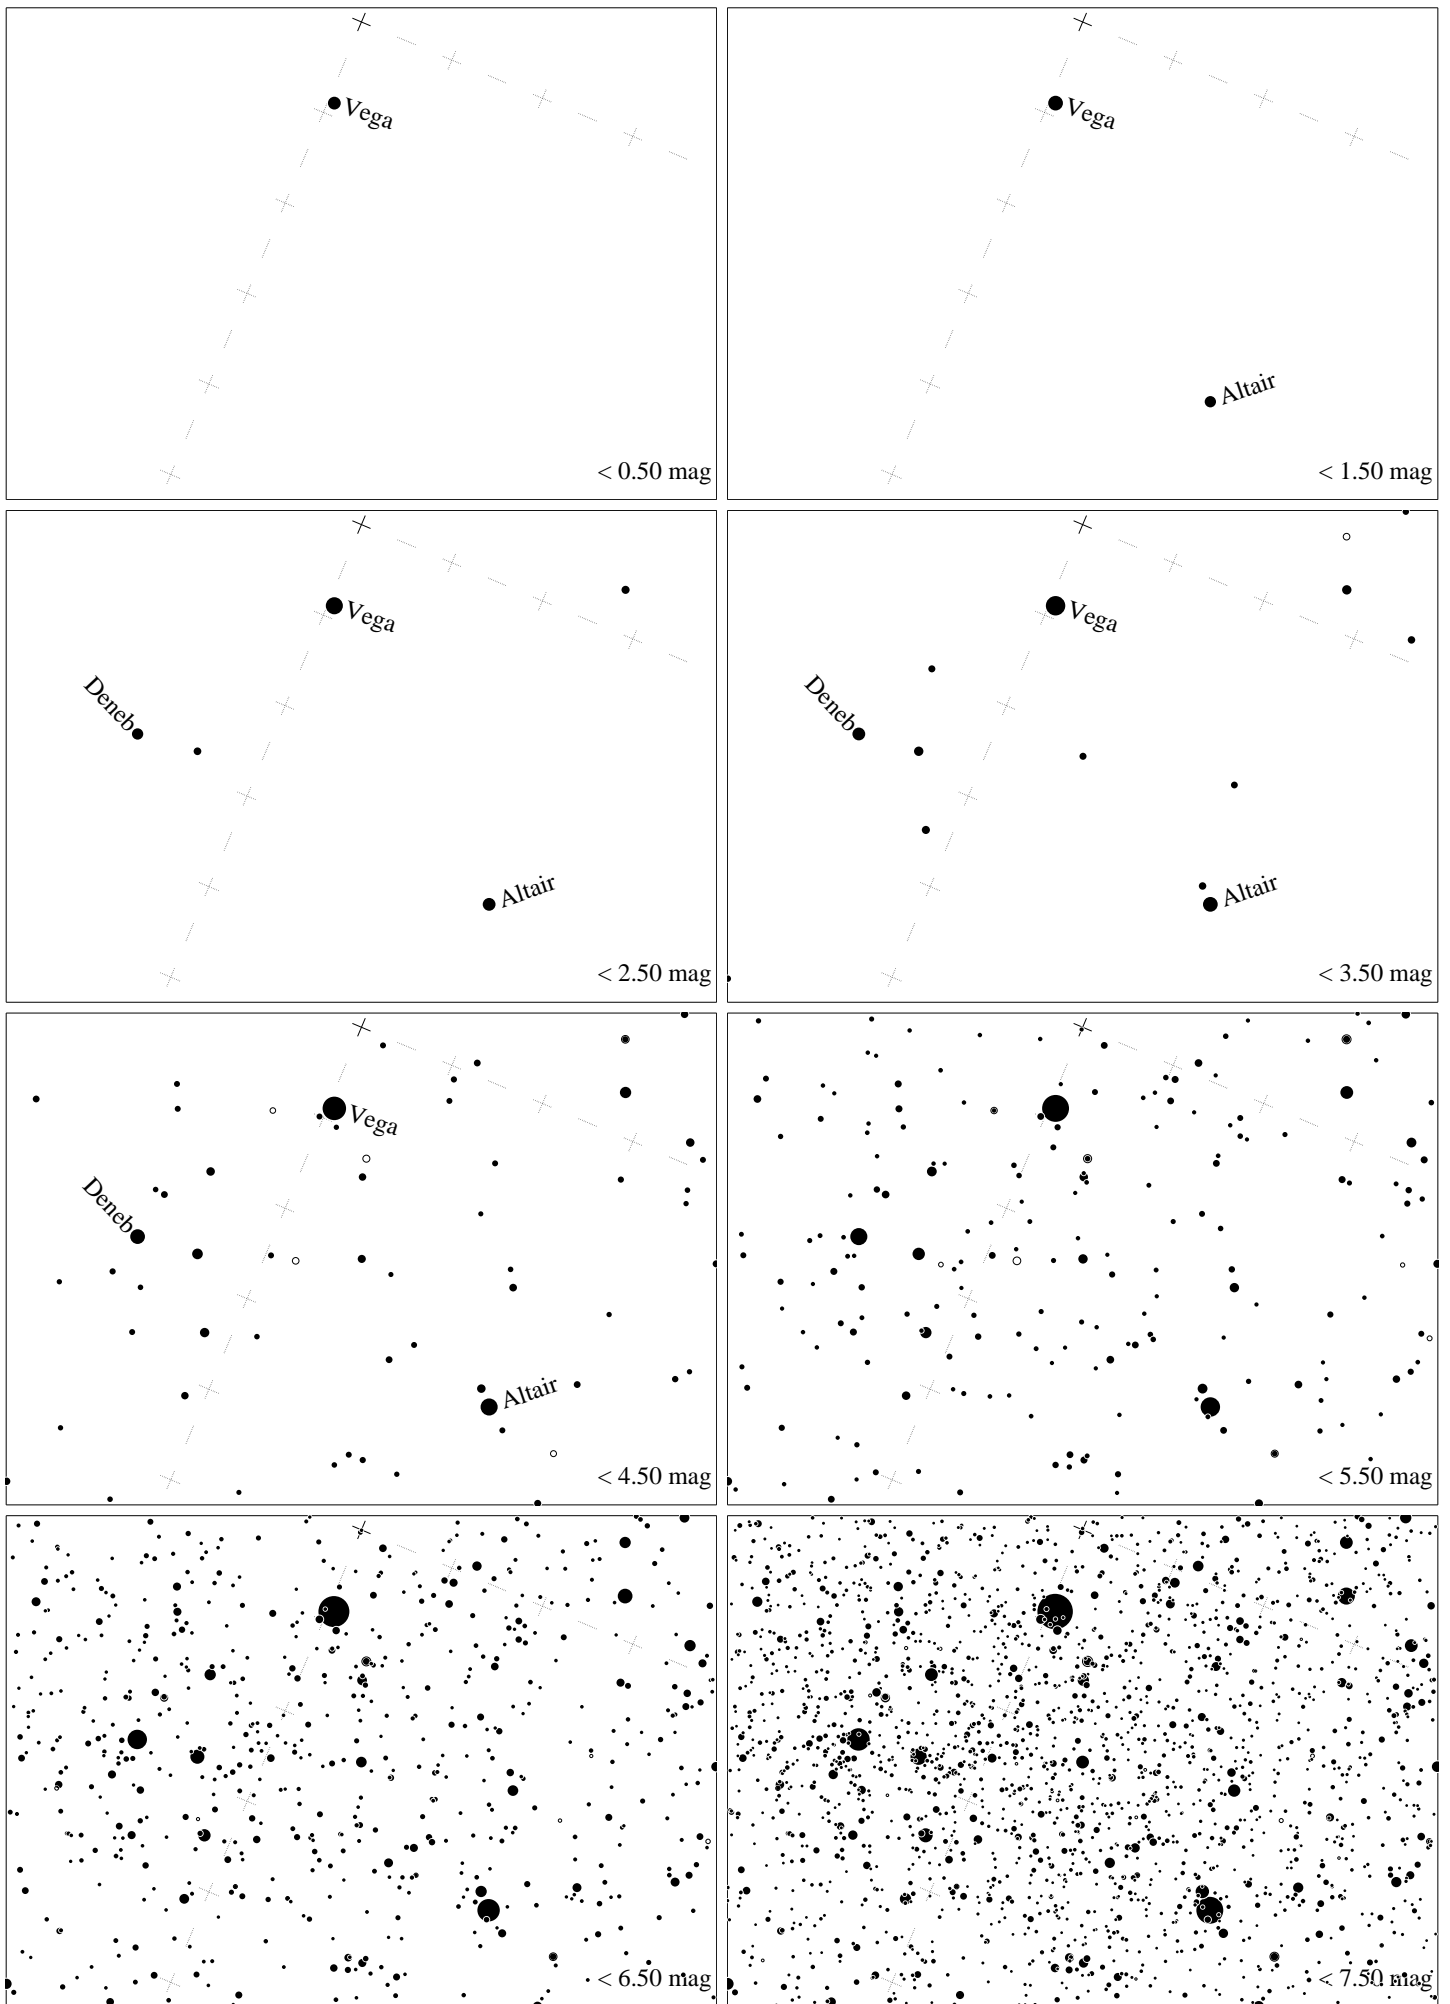 Vega
< 0.50 mag
Vega
Altair
< 1.50 mag
Vega
Deneb
Altair
< 2.50 mag
Vega
Deneb
Altair
< 3.50 mag
Vega
Deneb
Altair
< 4.50 mag
< 5.50 mag
< 6.50 mag
< 7.50 mag